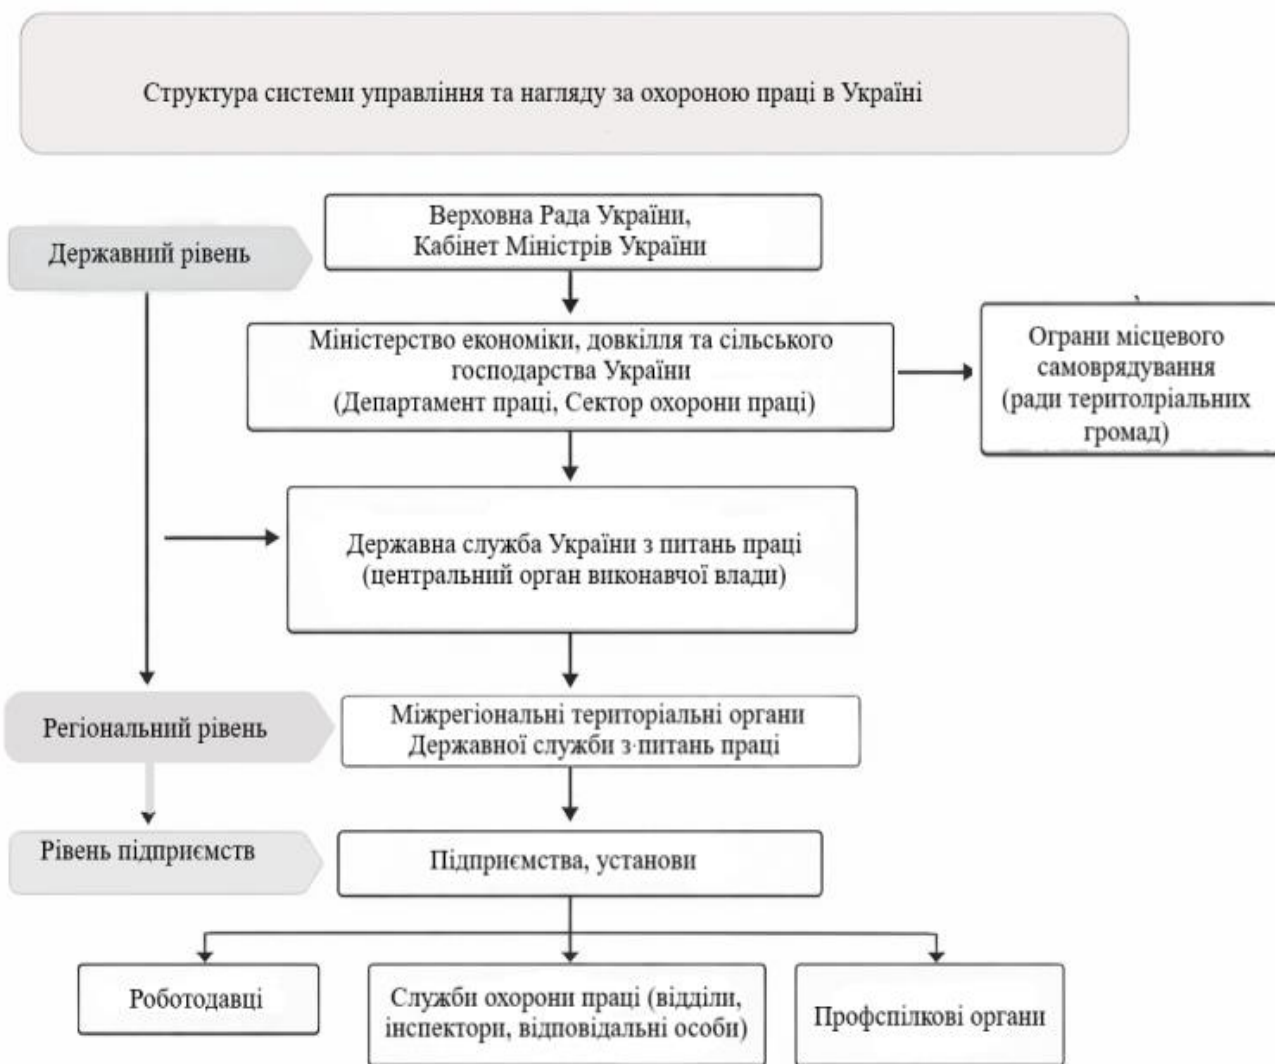 Структура системи управління та нагляду за охороною праці в Україні
Верховна Рада України,
Кабінет Міністрів України
Державний рівень
Міністерство економіки, довкілля та сільського
господарства України
(Департамент праці, Сектор охорони праці)
Ограни місцевого
самоврядування
(ради теритолріальних
громад)
Державна служба України з питань праці
(центральний орган виконавчої влади)
Регіональний рівень
Міжрегіональні територіальні органи
Державної служби з питань праці
Рівень підприємств
Підприємства, установи
Роботодавці
Служби охорони праці (відділи,
інспектори, відповідальні особи)
Профспілкові органи